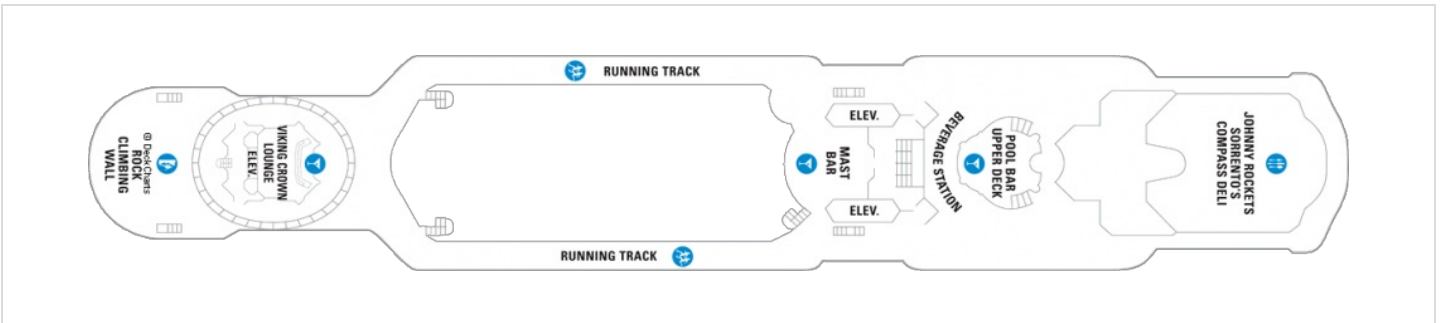 RUNNING TRACK
@ DeckCharts
ROCK
CLIMBING
WALL
VIKING CROWN
LOUNGE
ELEV.
MAST
BAR
ELEV.
ELEV.
BEVERAGE STATION
POOL BAR
UPPER DECK
JOHNNY ROCKETS
SORRENTO'S
COMPASS DELI
RUNNING TRACK